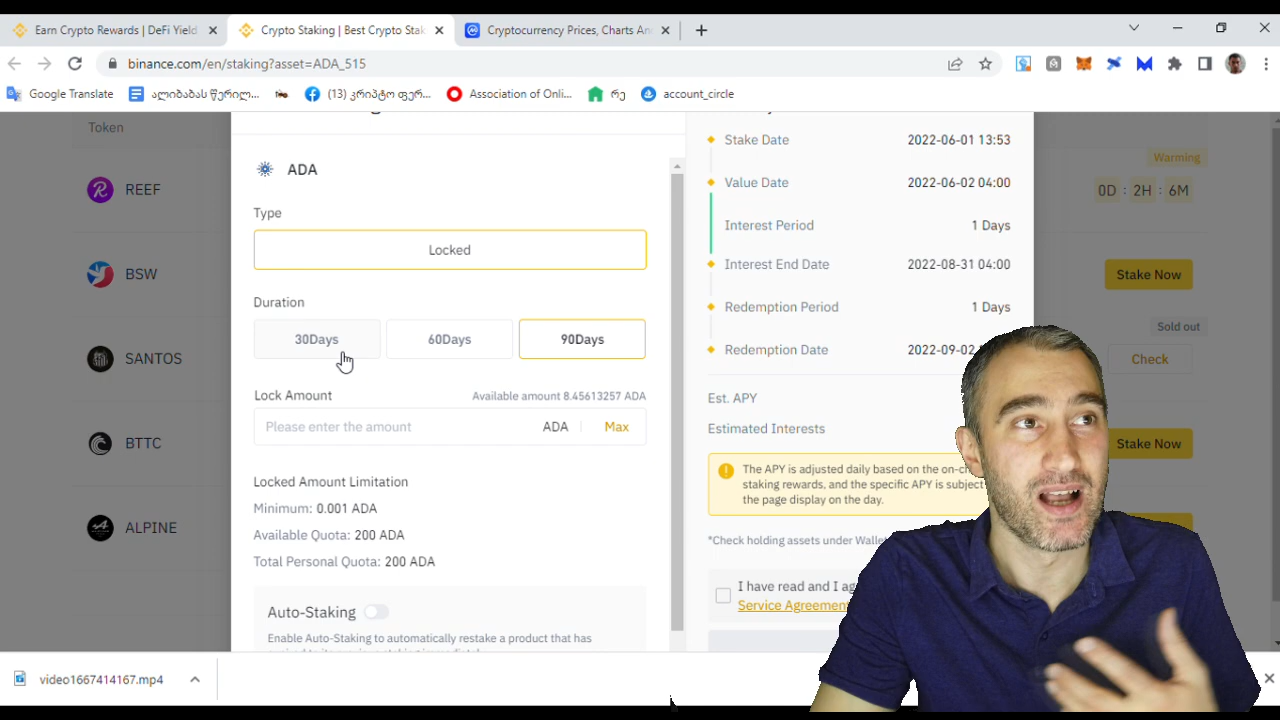 Earn Crypto Rewards | DeFi Yield
Crypto Staking | Best Crypto Stak
Cryptocurrency Prices, Charts An
binance.com/en/staking?asset=ADA_515
Google Translate
ალიბაბას წერილ...
(13) კრიპტო ფერ...
Association of Onli...
რე
account_circle
Token
REEF
BSW
SANTOS
BTTC
ALPINE
ADA
Type
Locked
Duration
30Days
60Days
90Days
Lock Amount
Available amount 8.45613257 ADA
Please enter the amount
ADA
Max
Locked Amount Limitation
Minimum: 0.001 ADA
Available Quota: 200 ADA
Total Personal Quota: 200 ADA
Auto-Staking
Enable Auto-Staking to automatically restake a product that has
Stake Date 2022-06-01 13:53
Value Date 2022-06-02 04:00
Interest Period 1 Days
Interest End Date 2022-08-31 04:00
Redemption Period 1 Days
Redemption Date 2022-09-02
Est. APY
Estimated Interests
The APY is adjusted daily based on the on-c
staking rewards, and the specific APY is subjec
the page display on the day.
*Check holding assets under Walle
I have read and I ag
Service Agreemen
Warming
0D : 2H : 6M
Stake Now
Sold out
Check
Stake Now
video1667414167.mp4